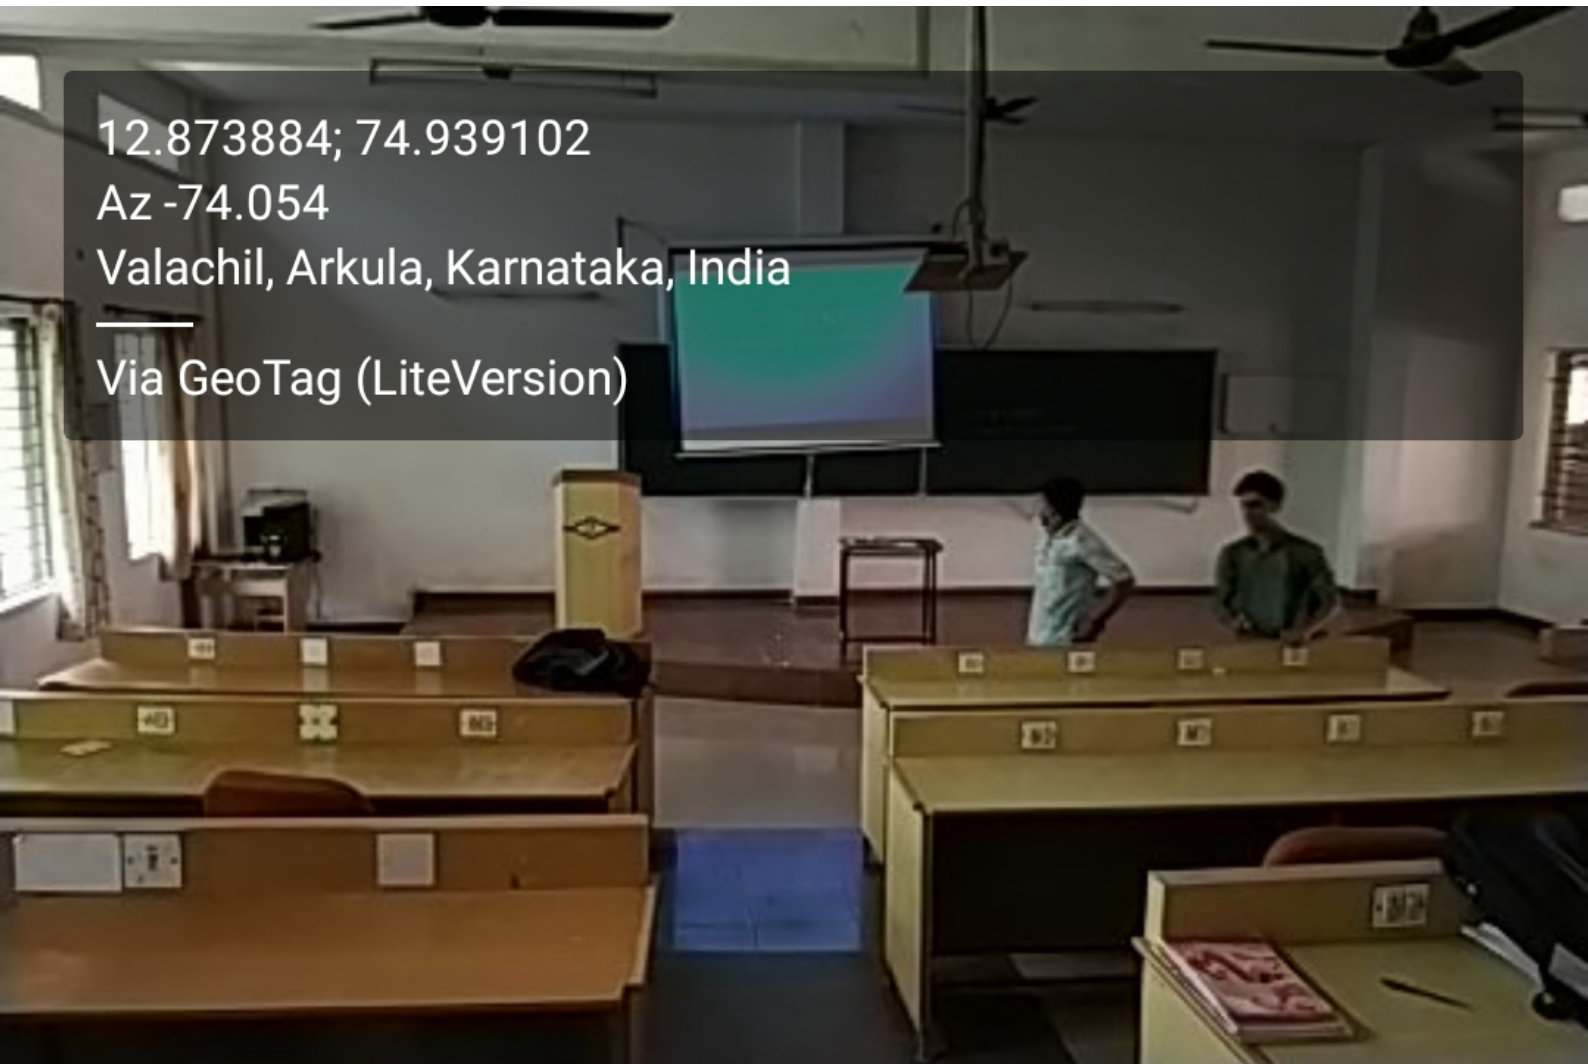 12.873884; 74.939102
Az -74.054
Valachil, Arkula, Karnataka, India
Via GeoTag (LiteVersion)